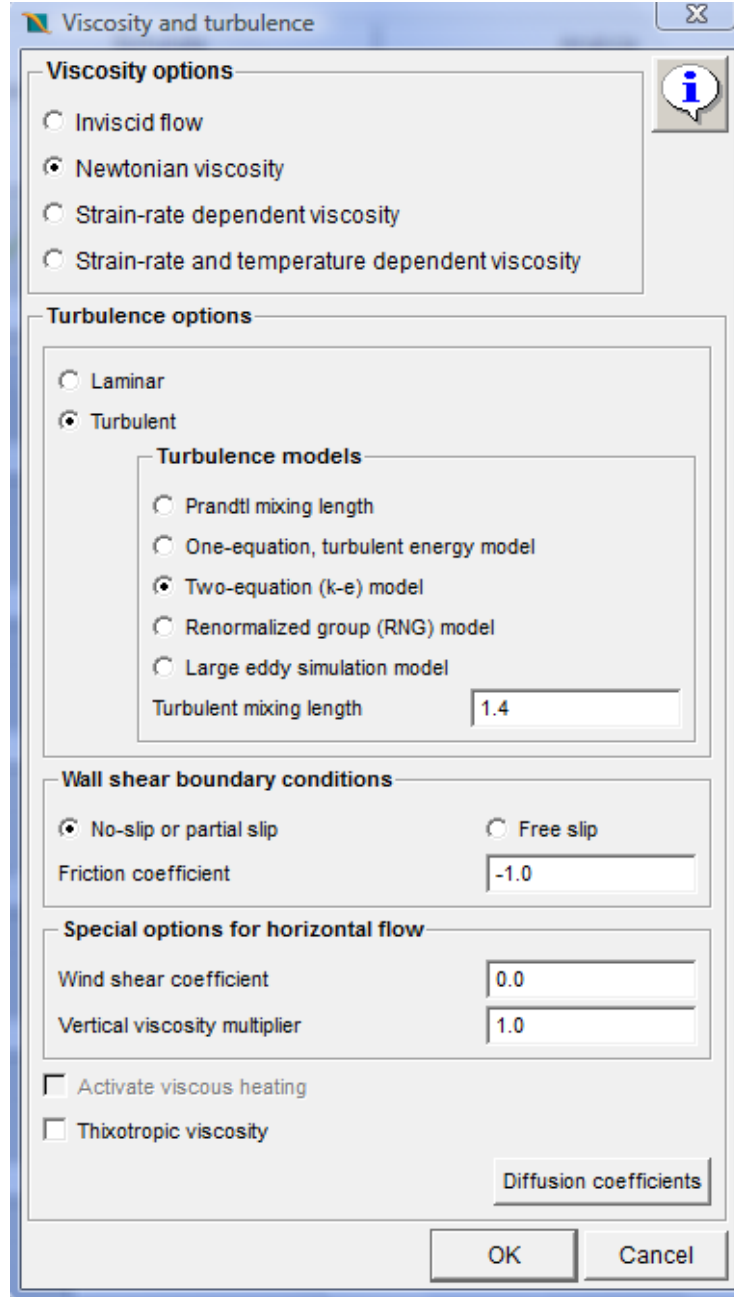 Viscosity and turbulence
Viscosity options
Inviscid flow
Newtonian viscosity
Strain-rate dependent viscosity
Strain-rate and temperature dependent viscosity
Turbulence options
Laminar
Turbulent
Turbulence models
Prandtl mixing length
One-equation, turbulent energy model
Two-equation (k-e) model
Renormalized group (RNG) model
Large eddy simulation model
Turbulent mixing length 1.4
Wall shear boundary conditions
No-slip or partial slip Free slip
Friction coefficient -1.0
Special options for horizontal flow
Wind shear coefficient 0.0
Vertical viscosity multiplier 1.0
Activate viscous heating
Thixotropic viscosity
Diffusion coefficients
OK Cancel